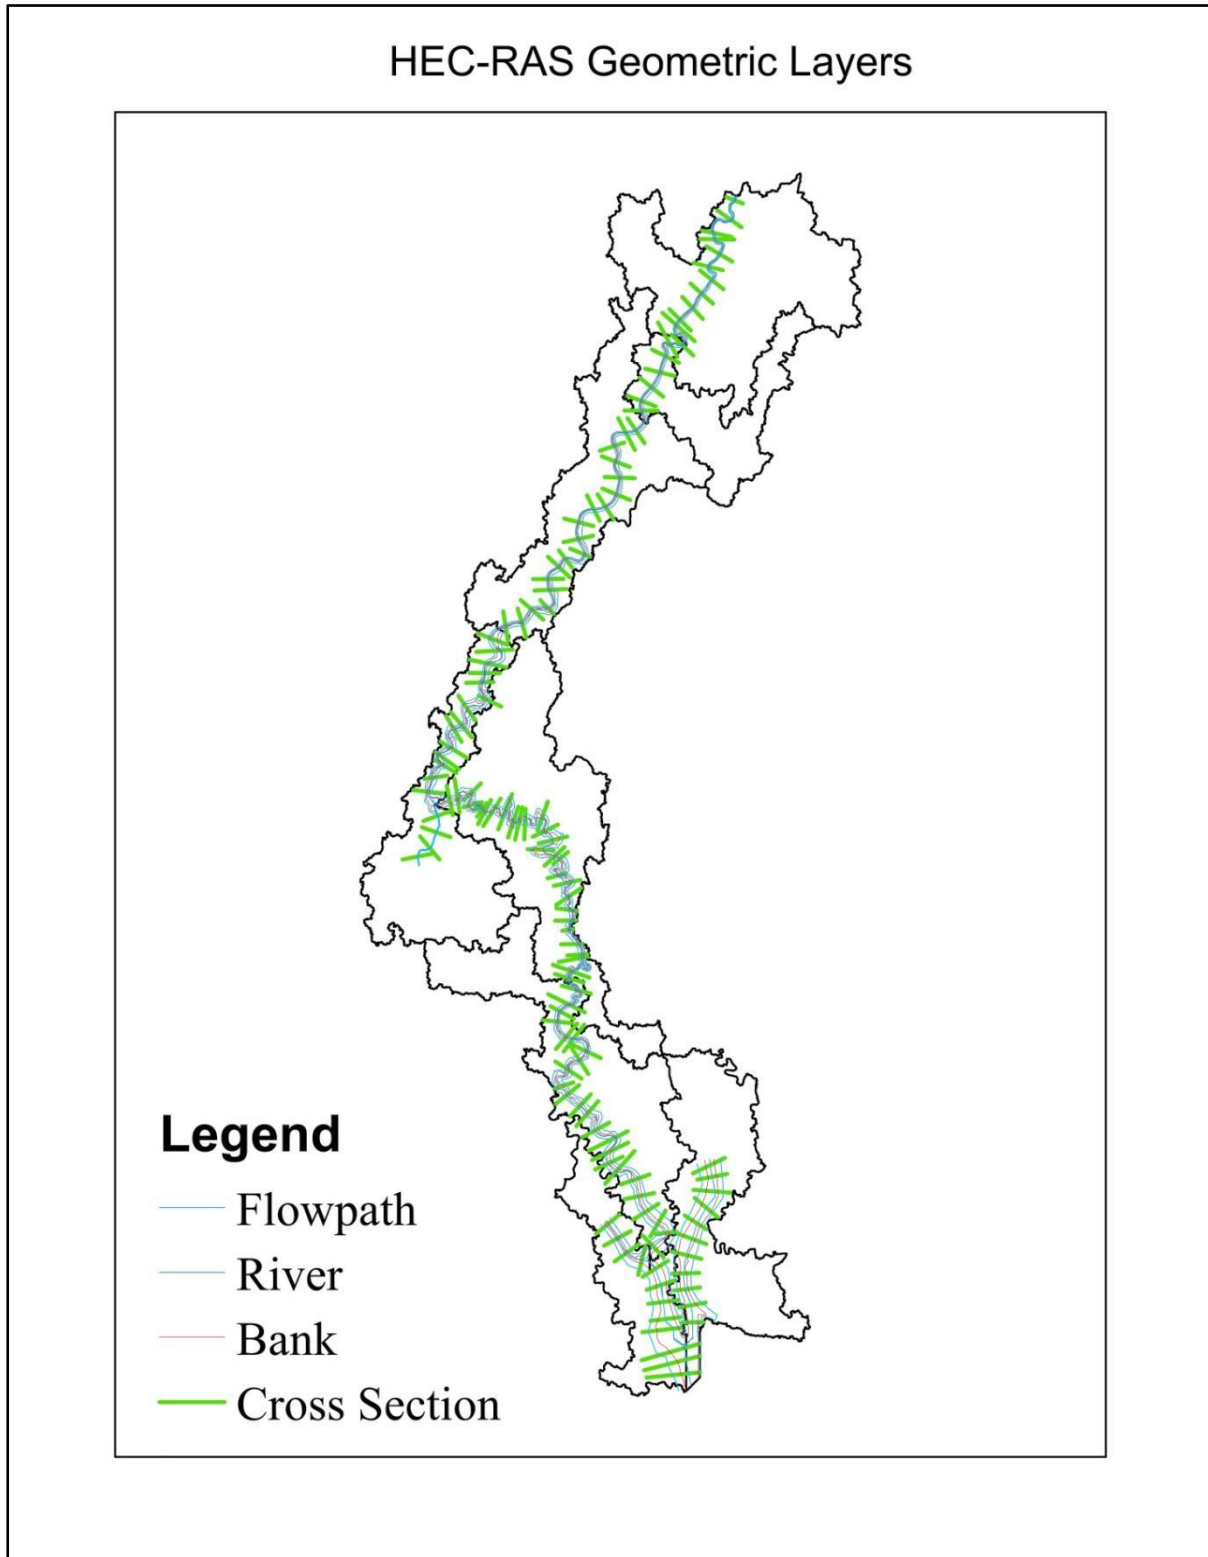 HEC-RAS Geometric Layers
Legend
Flowpath
River
Bank
Cross Section